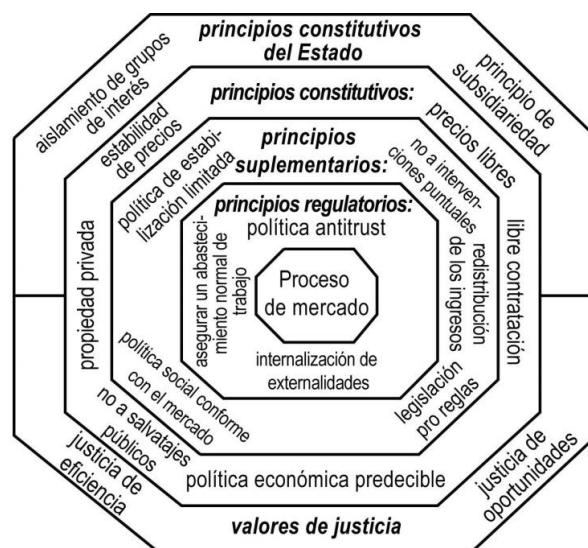 principios constitutivos
del Estado
aislamiento de grupos
de interés
principio de
subsidiariedad
principios constitutivos:
estabilidad
de precios
precios libres
propiedad privada
libre contratación
no a salvatajes
públicos
política económica predecible
principios
suplementarios:
política de estabi-
lización limitada
no a interven-
ciones puntuales
política social conforme
con el mercado
legislación
pro reglas
principios regulatorios:
política antitrust
asegurar un abasteci-
miento normal de
trabajo
redistribución
de los ingresos
internalización de
externalidades
Proceso
de mercado
justicia de
eficiencia
valores de justicia
justicia de
oportunidades